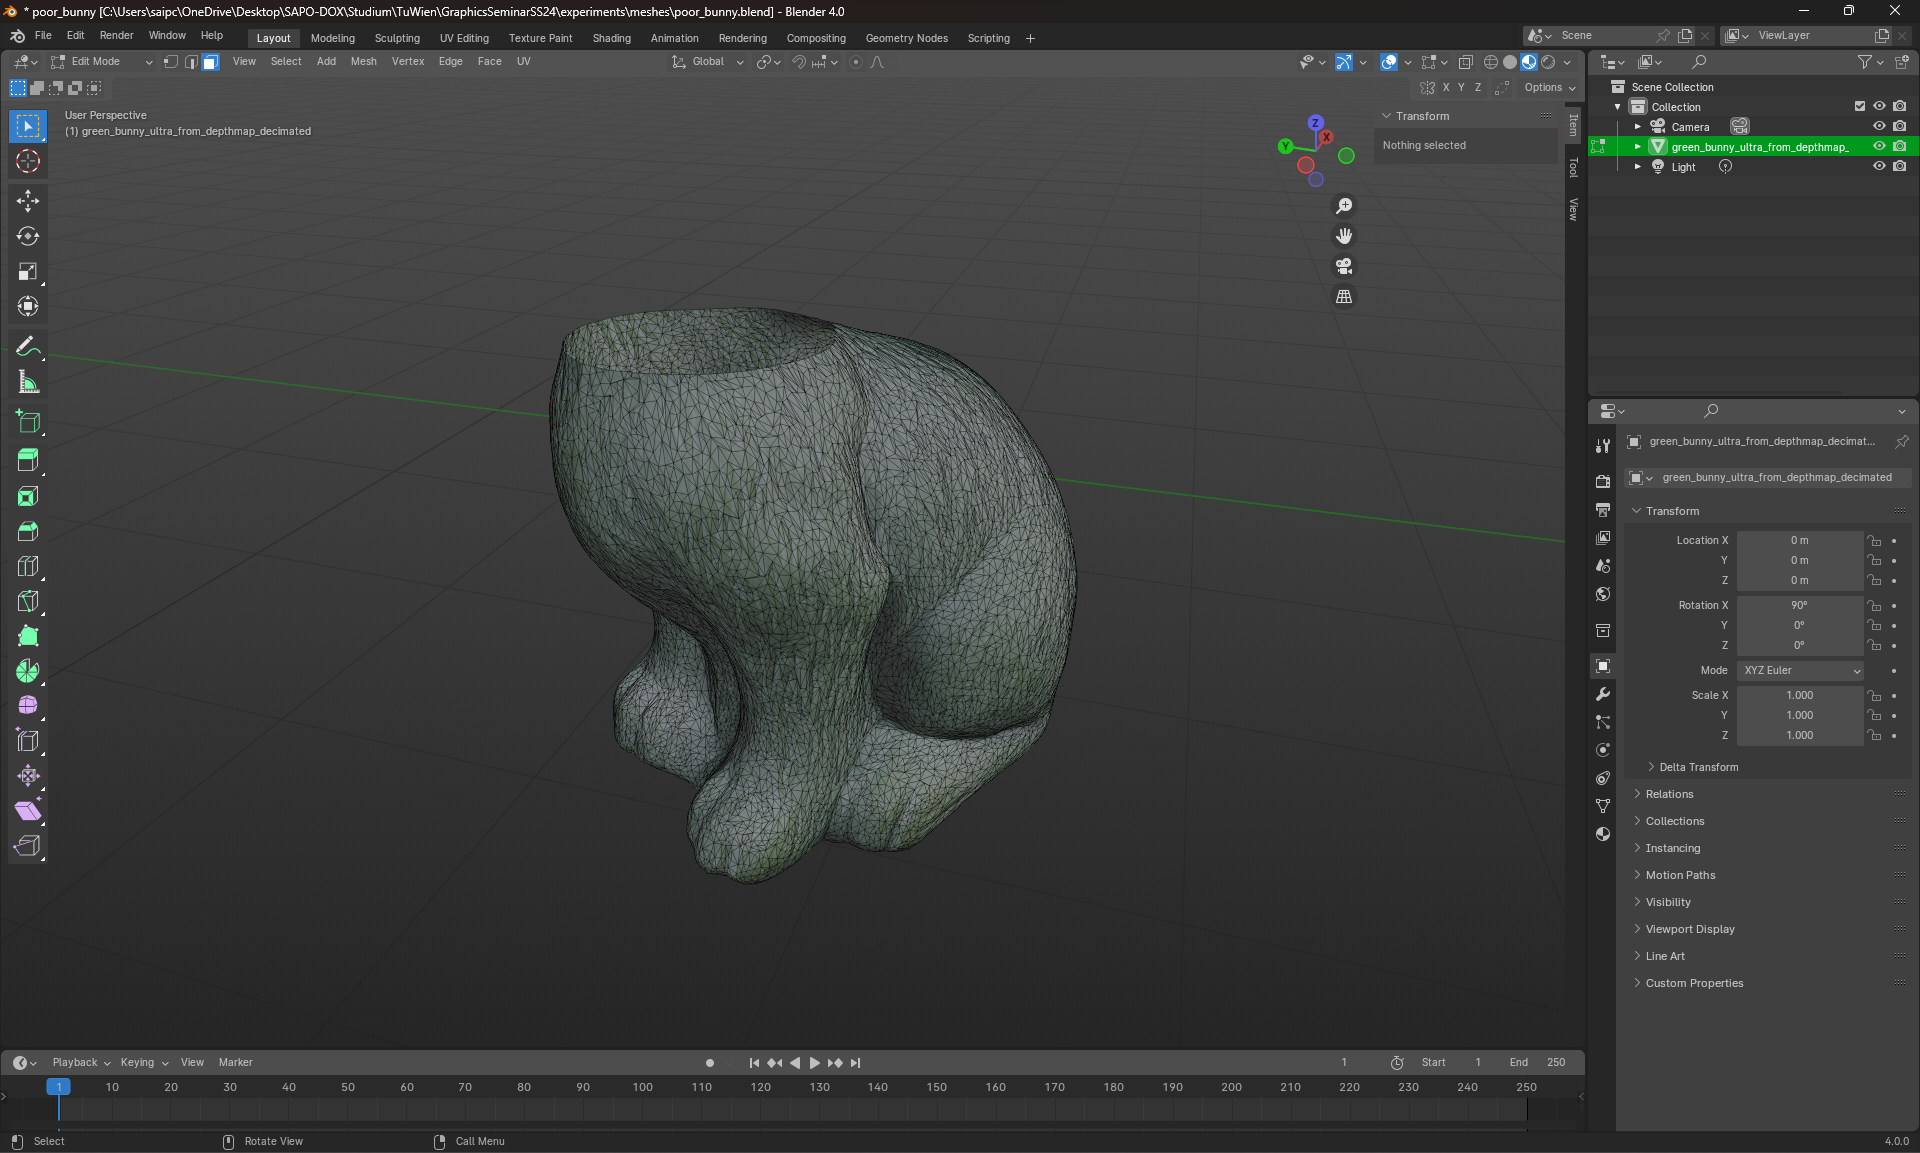 * poor_bunny [C:\Users\saipc\OneDrive\Desktop\SAPO-DOX\Studium\TuWien\GraphicsSeminarSS24\experiments\meshes\poor_bunny.blend] - Blender 4.0
File Edit Render Window Help Layout Modeling Sculpting UV Editing Texture Paint Shading Animation Rendering Compositing Geometry Nodes Scripting + Scene ViewLayer
Edit Mode View Select Add Mesh Vertex Edge Face UV Global
X Y Z Options
User Perspective
(1) green_bunny_ultra_from_depthmap_decimated
Z
X
Y
Transform
Nothing selected
Item
Tool
View
Scene Collection
Collection
Camera
green_bunny_ultra_from_depthmap_
Light
green_bunny_ultra_from_depthmap_decimat...
green_bunny_ultra_from_depthmap_decimated
Transform
Location X 0 m
Y 0 m
Z 0 m
Rotation X 90°
Y 0°
Z 0°
Mode XYZ Euler
Scale X 1.000
Y 1.000
Z 1.000
Delta Transform
Relations
Collections
Instancing
Motion Paths
Visibility
Viewport Display
Line Art
Custom Properties
Playback Keying View Marker 1 Start 1 End 250
1 10 20 30 40 50 60 70 80 90 100 110 120 130 140 150 160 170 180 190 200 210 220 230 240 250
Select Rotate View Call Menu 4.0.0